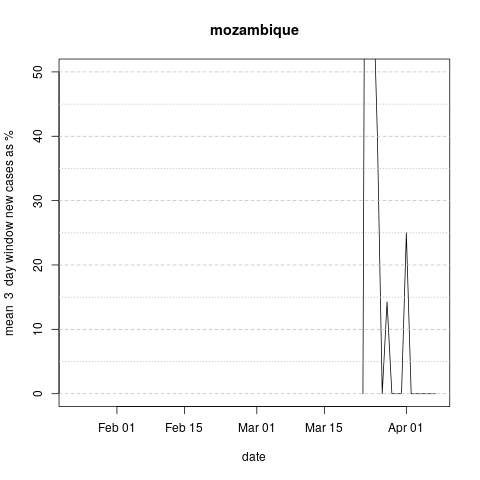 mozambique
mean  3  day window new cases as %
50
40
30
20
10
0
Feb 01
Feb 15
Mar 01
Mar 15
Apr 01
date